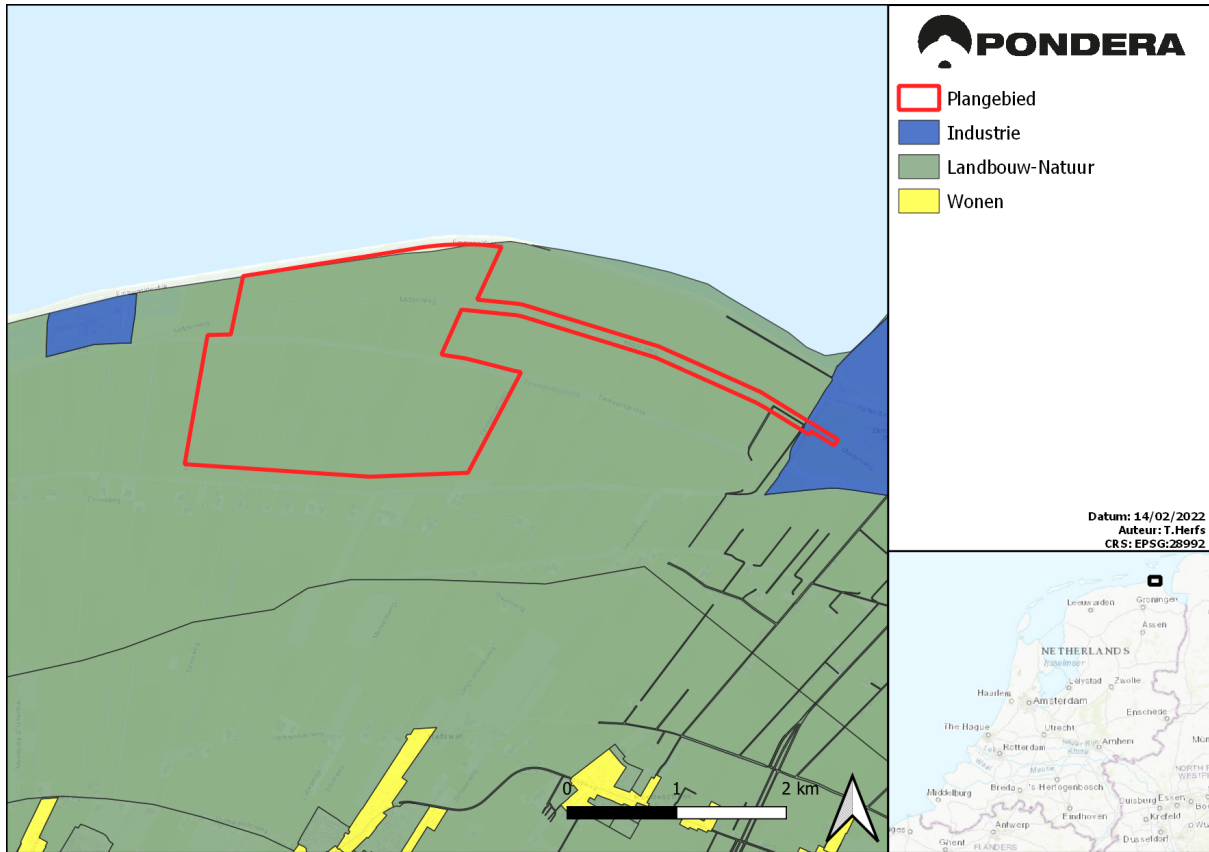 PONDERA
Plangebied
Industrie
Landbouw-Natuur
Wonen
Datum: 14/02/2022
Auteur: T.Herfs
CRS: EPSG:28992
0 1 2 km
Leeuwarden
Groningen
Assen
NETHERLANDS
Ijsselmeer
Lelystad
Zwolle
Haarlem
Amsterdam
Enschede
The Hague
Utrecht
Rotterdam
Arnhem
Middelburg
Breda
's Hertogenbosch
Duisburg
Essen
Eindhoven
Krefeld
Antwerp
Dusseldorf
Ghent
FLANDERS